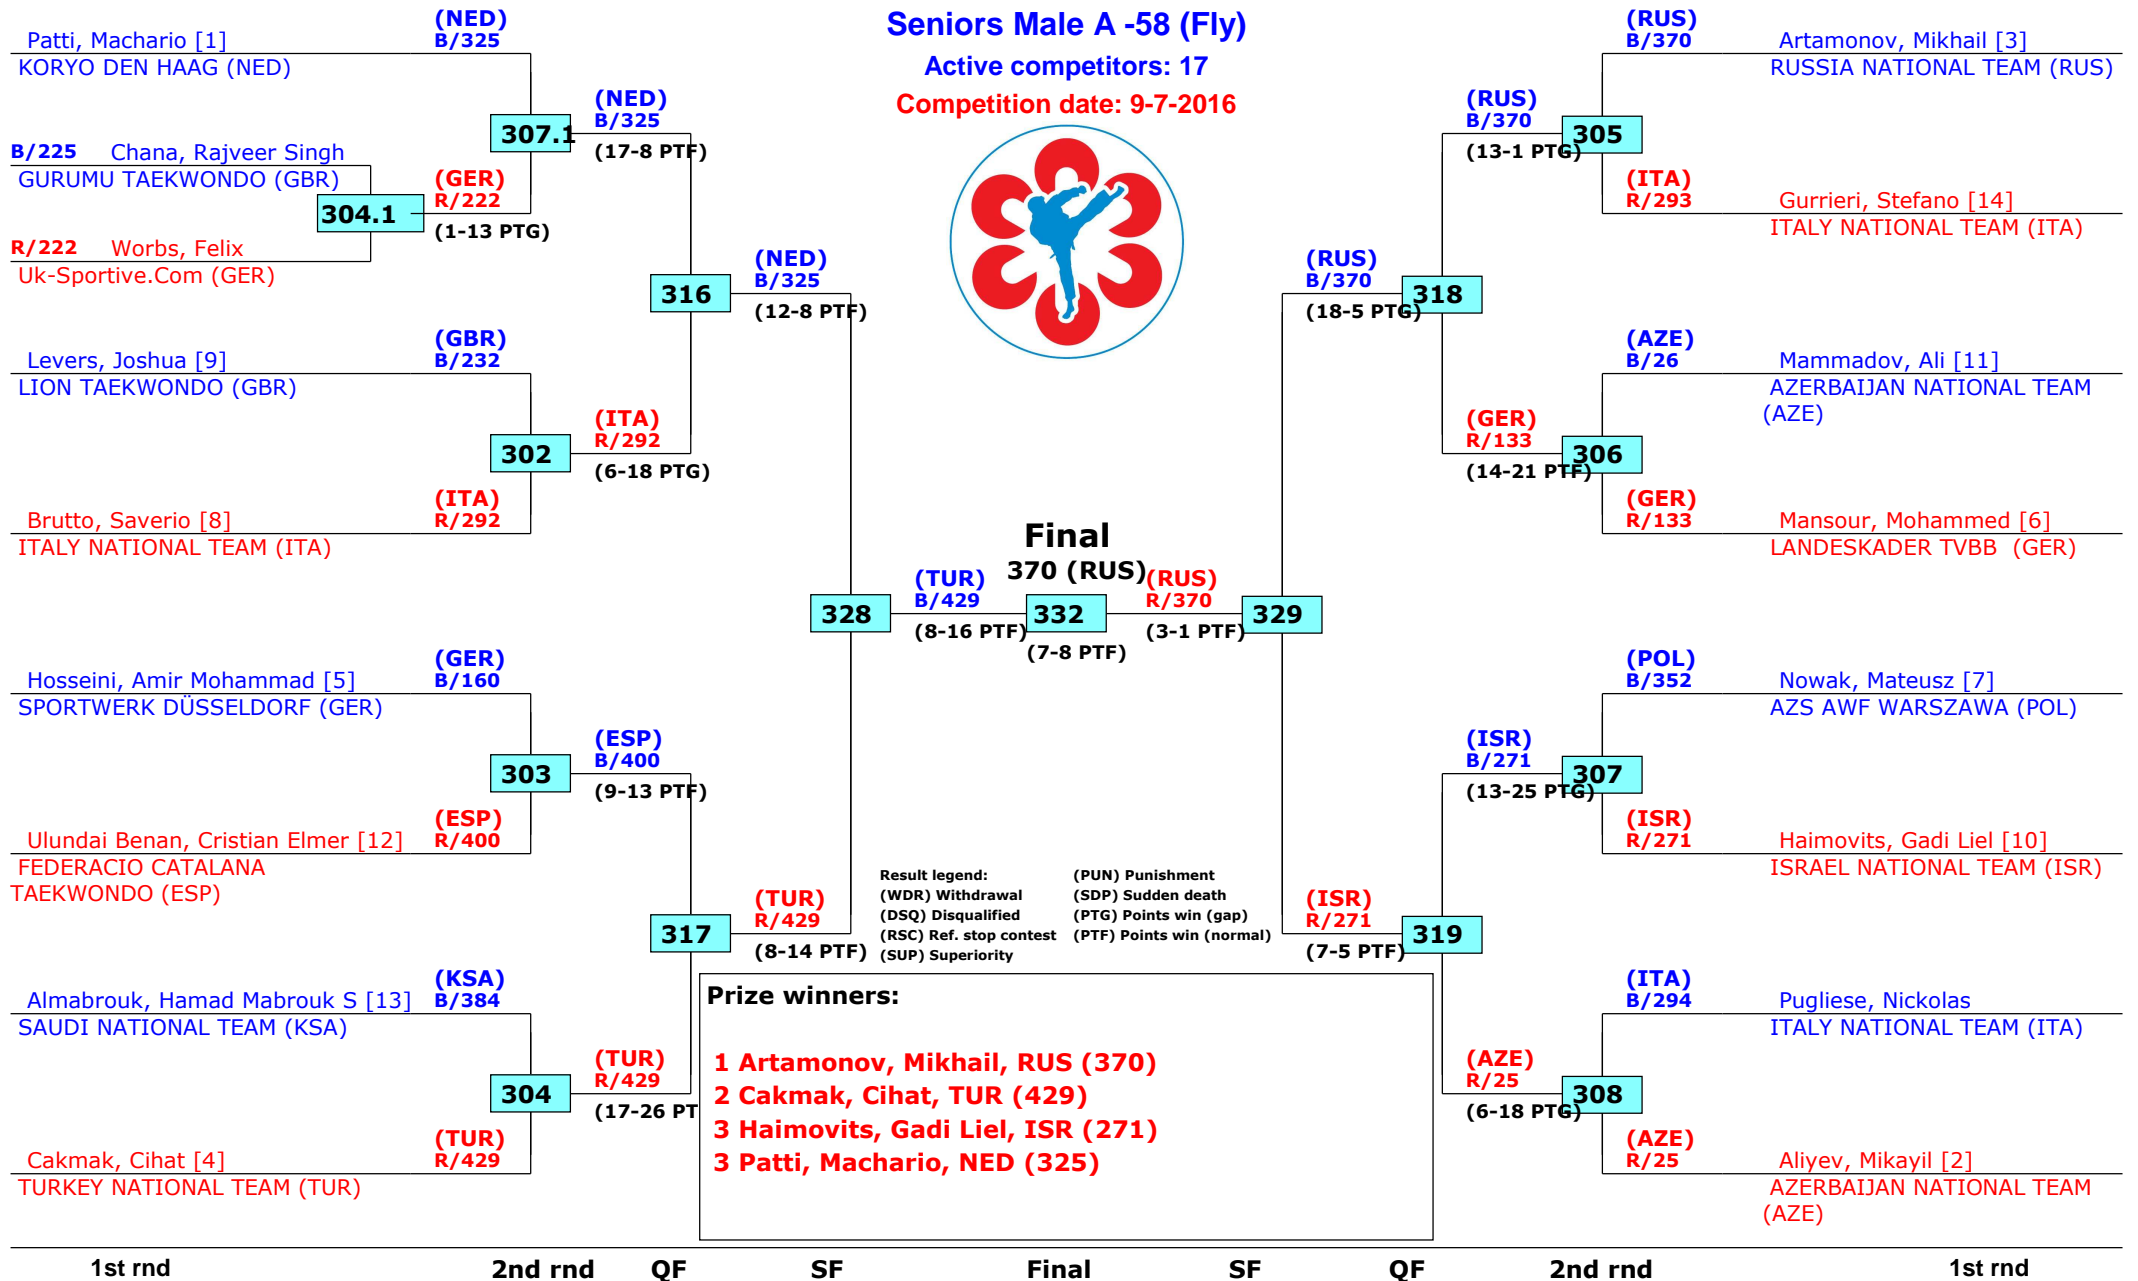 Seniors Male A -58 (Fly)
Active competitors: 17
Competition date: 9-7-2016
Patti, Machario [1]
KORYO DEN HAAG (NED)
(NED)
B/325
B/225 Chana, Rajveer Singh
GURUMU TAEKWONDO (GBR)
304.1
R/222 Worbs, Felix
Uk-Sportive.Com (GER)
(GER)
R/222
(1-13 PTG)
307.1
(NED)
B/325
(17-8 PTF)
Levers, Joshua [9]
LION TAEKWONDO (GBR)
(GBR)
B/232
302
Brutto, Saverio [8]
ITALY NATIONAL TEAM (ITA)
(ITA)
R/292
(ITA)
R/292
(6-18 PTG)
316
(NED)
B/325
(12-8 PTF)
Hosseini, Amir Mohammad [5]
SPORTWERK DÜSSELDORF (GER)
(GER)
B/160
303
Ulundai Benan, Cristian Elmer [12]
FEDERACIO CATALANA
TAEKWONDO (ESP)
(ESP)
R/400
(ESP)
B/400
(9-13 PTF)
317
(TUR)
R/429
(8-14 PTF)
Almabrouk, Hamad Mabrouk S [13]
SAUDI NATIONAL TEAM (KSA)
(KSA)
B/384
304
Cakmak, Cihat [4]
TURKEY NATIONAL TEAM (TUR)
(TUR)
R/429
(TUR)
R/429
(17-26 PT
328
(TUR)
B/429
(8-16 PTF)
Final
370 (RUS)
332
(7-8 PTF)
(RUS)
R/370
(3-1 PTF)
329
(RUS)
B/370
Artamonov, Mikhail [3]
RUSSIA NATIONAL TEAM (RUS)
305
(RUS)
B/370
(13-1 PTG)
(ITA)
R/293
Gurrieri, Stefano [14]
ITALY NATIONAL TEAM (ITA)
(RUS)
B/370
(18-5 PTG)
318
(AZE)
B/26
Mammadov, Ali [11]
AZERBAIJAN NATIONAL TEAM
(AZE)
(GER)
R/133
(14-21 PTF)
306
(GER)
R/133
Mansour, Mohammed [6]
LANDESKADER TVBB (GER)
(POL)
B/352
Nowak, Mateusz [7]
AZS AWF WARSZAWA (POL)
(ISR)
B/271
(13-25 PTG)
307
(ISR)
R/271
Haimovits, Gadi Liel [10]
ISRAEL NATIONAL TEAM (ISR)
(ISR)
R/271
(7-5 PTF)
319
(ITA)
B/294
Pugliese, Nickolas
ITALY NATIONAL TEAM (ITA)
(AZE)
R/25
(6-18 PTG)
308
(AZE)
R/25
Aliyev, Mikayil [2]
AZERBAIJAN NATIONAL TEAM
(AZE)
Result legend: (PUN) Punishment
(WDR) Withdrawal (SDP) Sudden death
(DSQ) Disqualified (PTG) Points win (gap)
(RSC) Ref. stop contest (PTF) Points win (normal)
(SUP) Superiority
Prize winners:
1 Artamonov, Mikhail, RUS (370)
2 Cakmak, Cihat, TUR (429)
3 Haimovits, Gadi Liel, ISR (271)
3 Patti, Machario, NED (325)
1st rnd 2nd rnd QF SF Final SF QF 2nd rnd 1st rnd